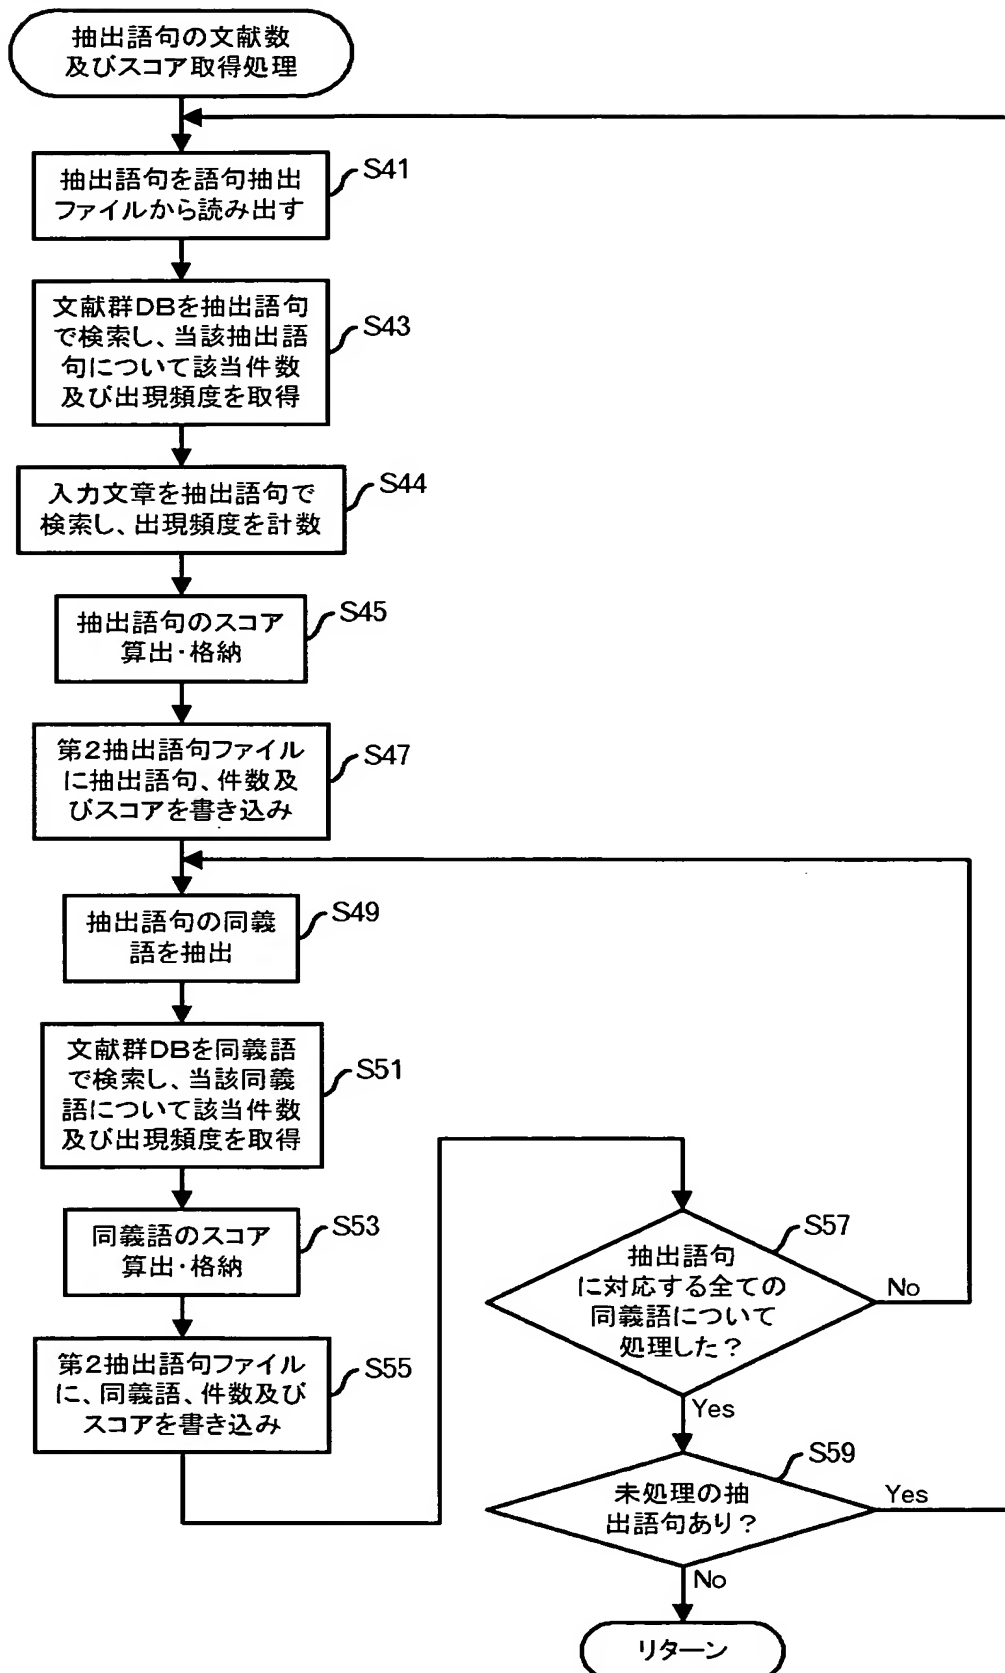 抽出語句の文献数
及びスコア取得処理
抽出語句を語句抽出
ファイルから読み出す
S41
文献群DBを抽出語句
で検索し、当該抽出語
句について該当件数
及び出現頻度を取得
S43
入力文章を抽出語句で
検索し、出現頻度を計数
S44
抽出語句のスコア
算出・格納
S45
第2抽出語句ファイル
に抽出語句、件数及
びスコアを書き込み
S47
抽出語句の同義
語を抽出
S49
文献群DBを同義語
で検索し、当該同義
語について該当件数
及び出現頻度を取得
S51
同義語のスコア
算出・格納
S53
第2抽出語句ファイル
に、同義語、件数及び
スコアを書き込み
S55
抽出語句
に対応する全ての
同義語について
処理した?
S57
No
Yes
未処理の抽
出語句あり?
S59
Yes
No
リターン